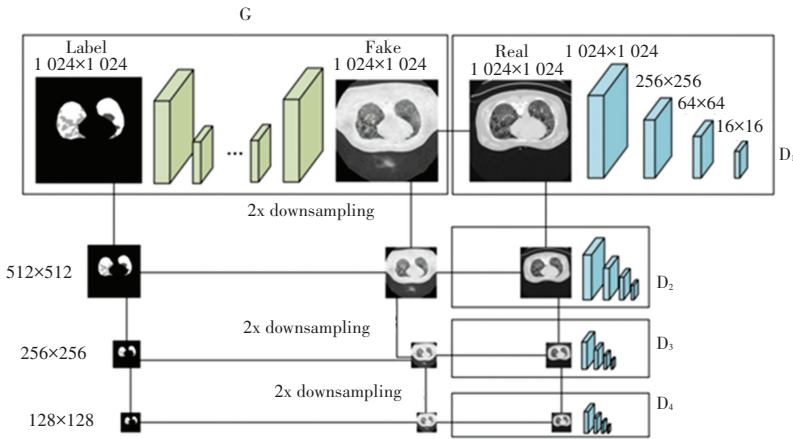 G
Label
1 024×1 024
Fake
1 024×1 024
Real
1 024×1 024
1 024×1 024
256×256
64×64
16×16
...
2x downsampling
512×512
D₂
2x downsampling
256×256
D₃
2x downsampling
128×128
D₄